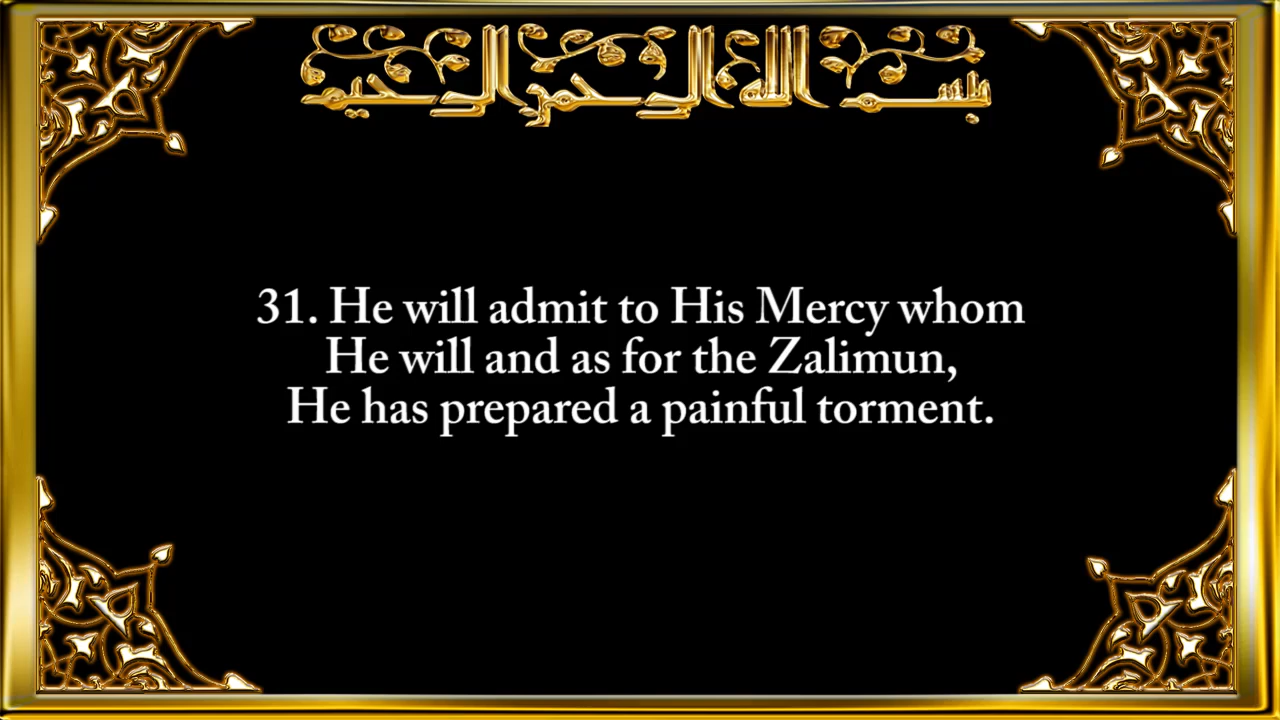 بسم الله الرحمن الرحيم
31. He will admit to His Mercy whom
He will and as for the Zalimun,
He has prepared a painful torment.